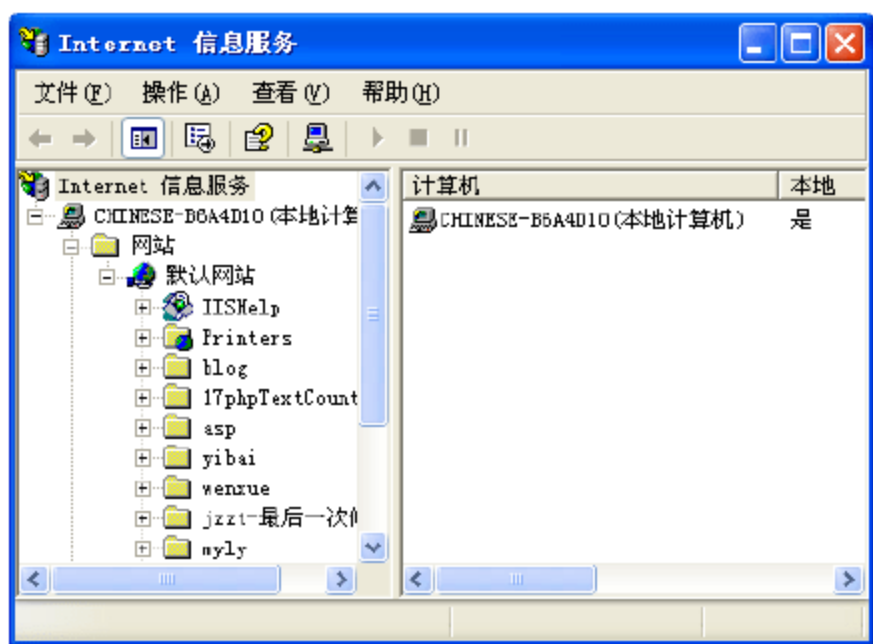 Internet 信息服务
文件(F) 操作(A) 查看(V) 帮助(H)
Internet 信息服务
CHINESE-B6A4D10(本地计算
网站
默认网站
IISHelp
Printers
blog
17phpTextCount
asp
yibai
wenxue
jzzt-最后一次
myly
计算机 本地
CHINESE-B6A4D10(本地计算机) 是